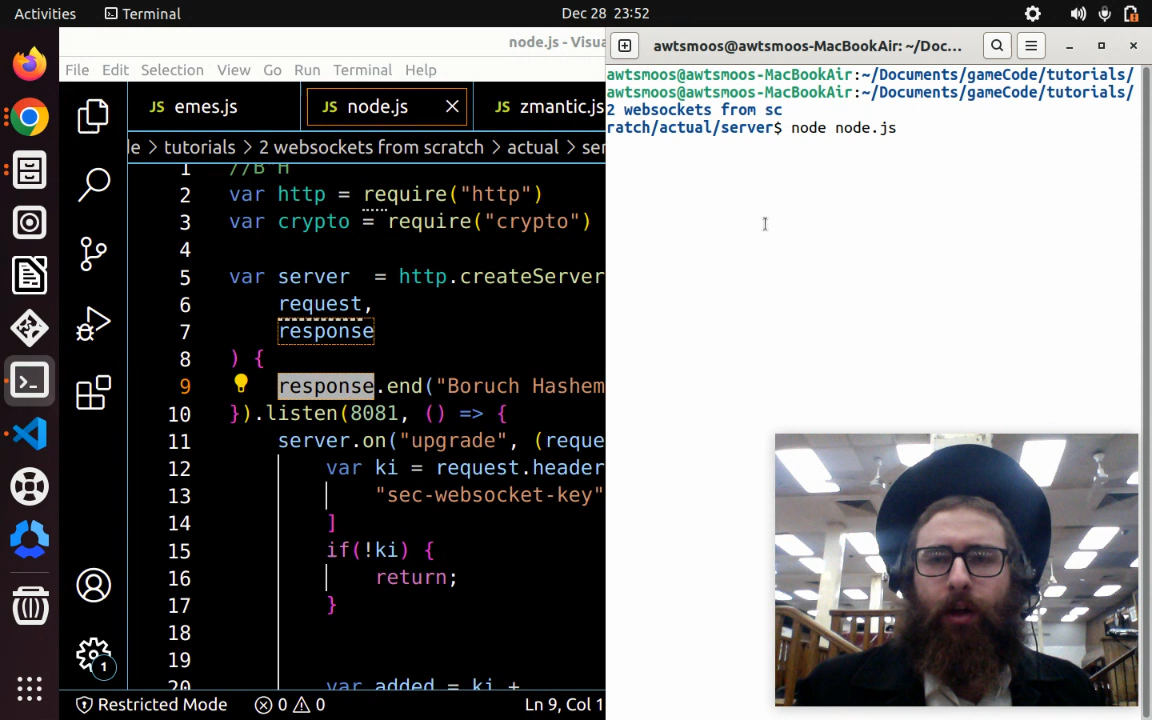 Activities
Terminal
Dec 28 23:52
node.js - Visua
File Edit Selection View Go Run Terminal Help
JS emes.js
JS node.js
JS zmantic.js
le > tutorials > 2 websockets from scratch > actual > ser
1 //B"H
2 var http = require("http")
3 var crypto = require("crypto")
4
5 var server = http.createServer
6 request,
7 response
8 ) {
9 response.end("Boruch Hashem
10 }).listen(8081, () => {
11 server.on("upgrade", (reque
12 var ki = request.header
13 "sec-websocket-key"
14 ]
15 if(!ki) {
16 return;
17 }
18
19
20 var added = ki +
Restricted Mode 0 0 Ln 9, Col 1
1
awtsmoos@awtsmoos-MacBookAir: ~/Doc...
awtsmoos@awtsmoos-MacBookAir:~/Documents/gameCode/tutorials/
awtsmoos@awtsmoos-MacBookAir:~/Documents/gameCode/tutorials/
2 websockets from sc
ratch/actual/server$ node node.js